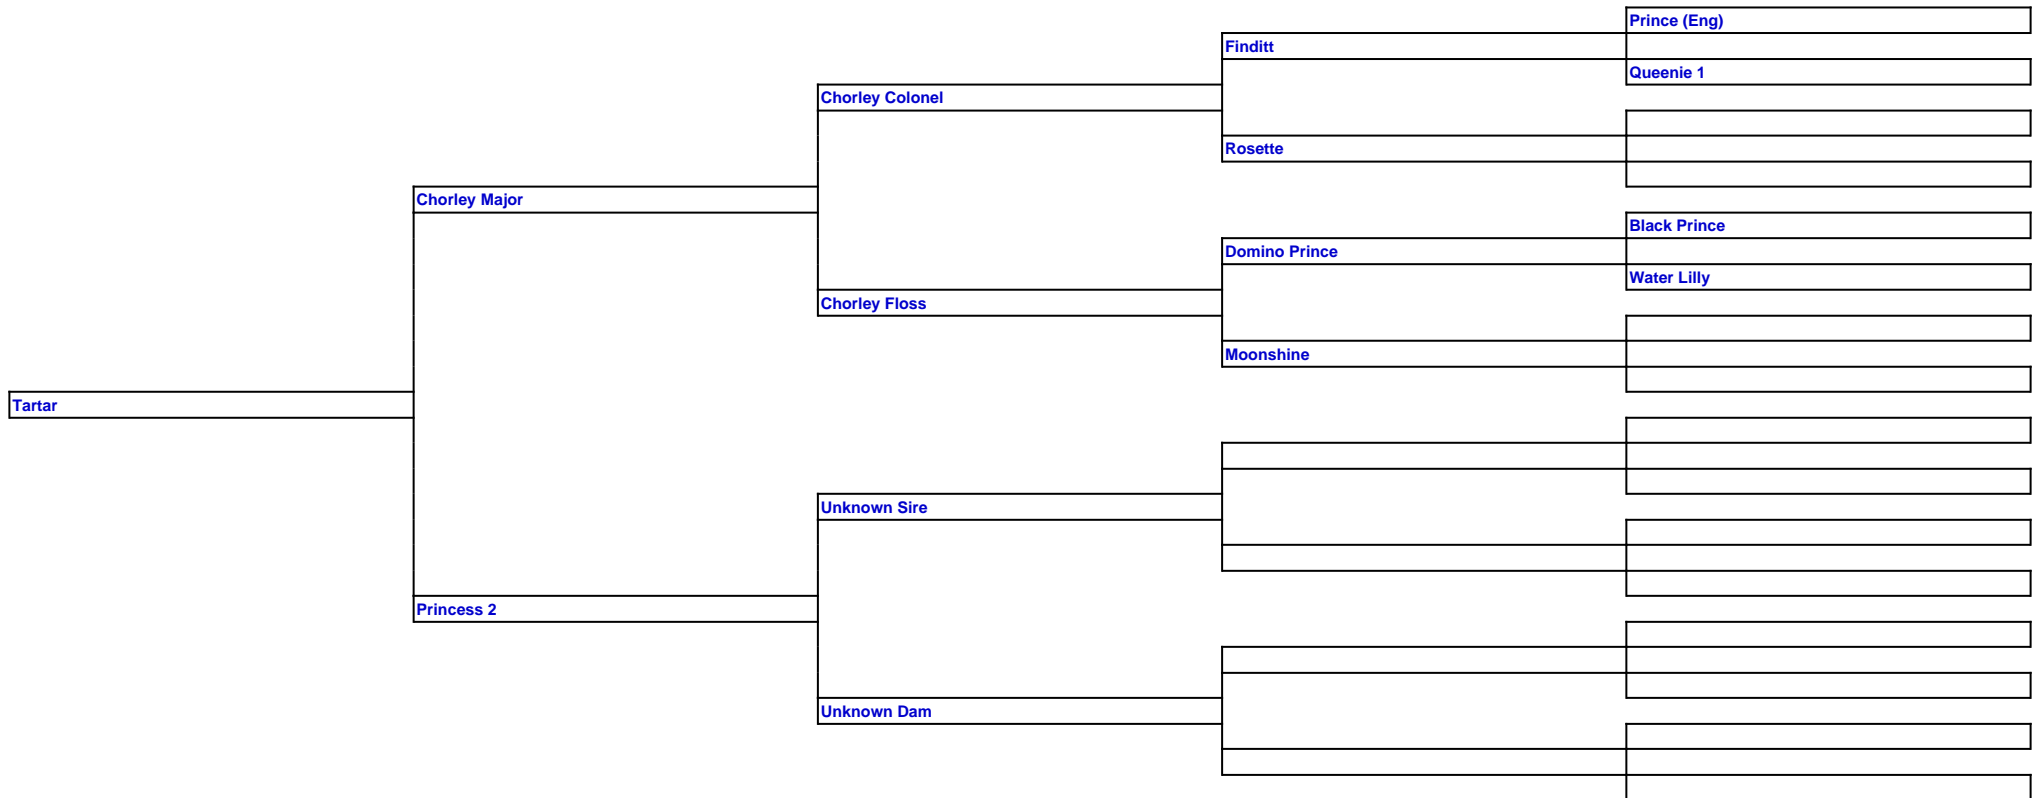 Prince (Eng)
Finditt
Queenie 1
Chorley Colonel
Rosette
Chorley Major
Black Prince
Domino Prince
Water Lilly
Chorley Floss
Moonshine
Tartar
Unknown Sire
Princess 2
Unknown Dam